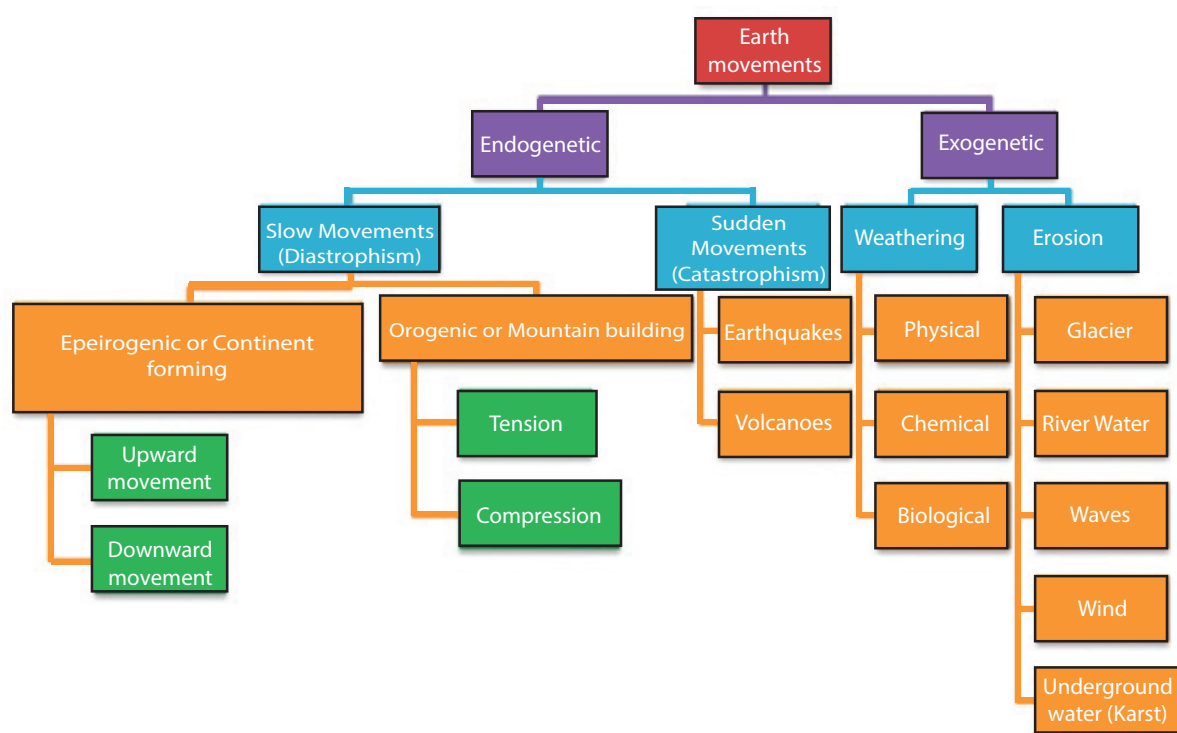 Earth
movements
Endogenetic
Exogenetic
Slow Movements
(Diastrophism)
Sudden
Movements
(Catastrophism)
Weathering
Erosion
Epeirogenic or Continent
forming
Orogenic or Mountain building
Earthquakes
Physical
Glacier
Tension
Volcanoes
Chemical
River Water
Upward
movement
Compression
Biological
Waves
Downward
movement
Wind
Underground
water (Karst)